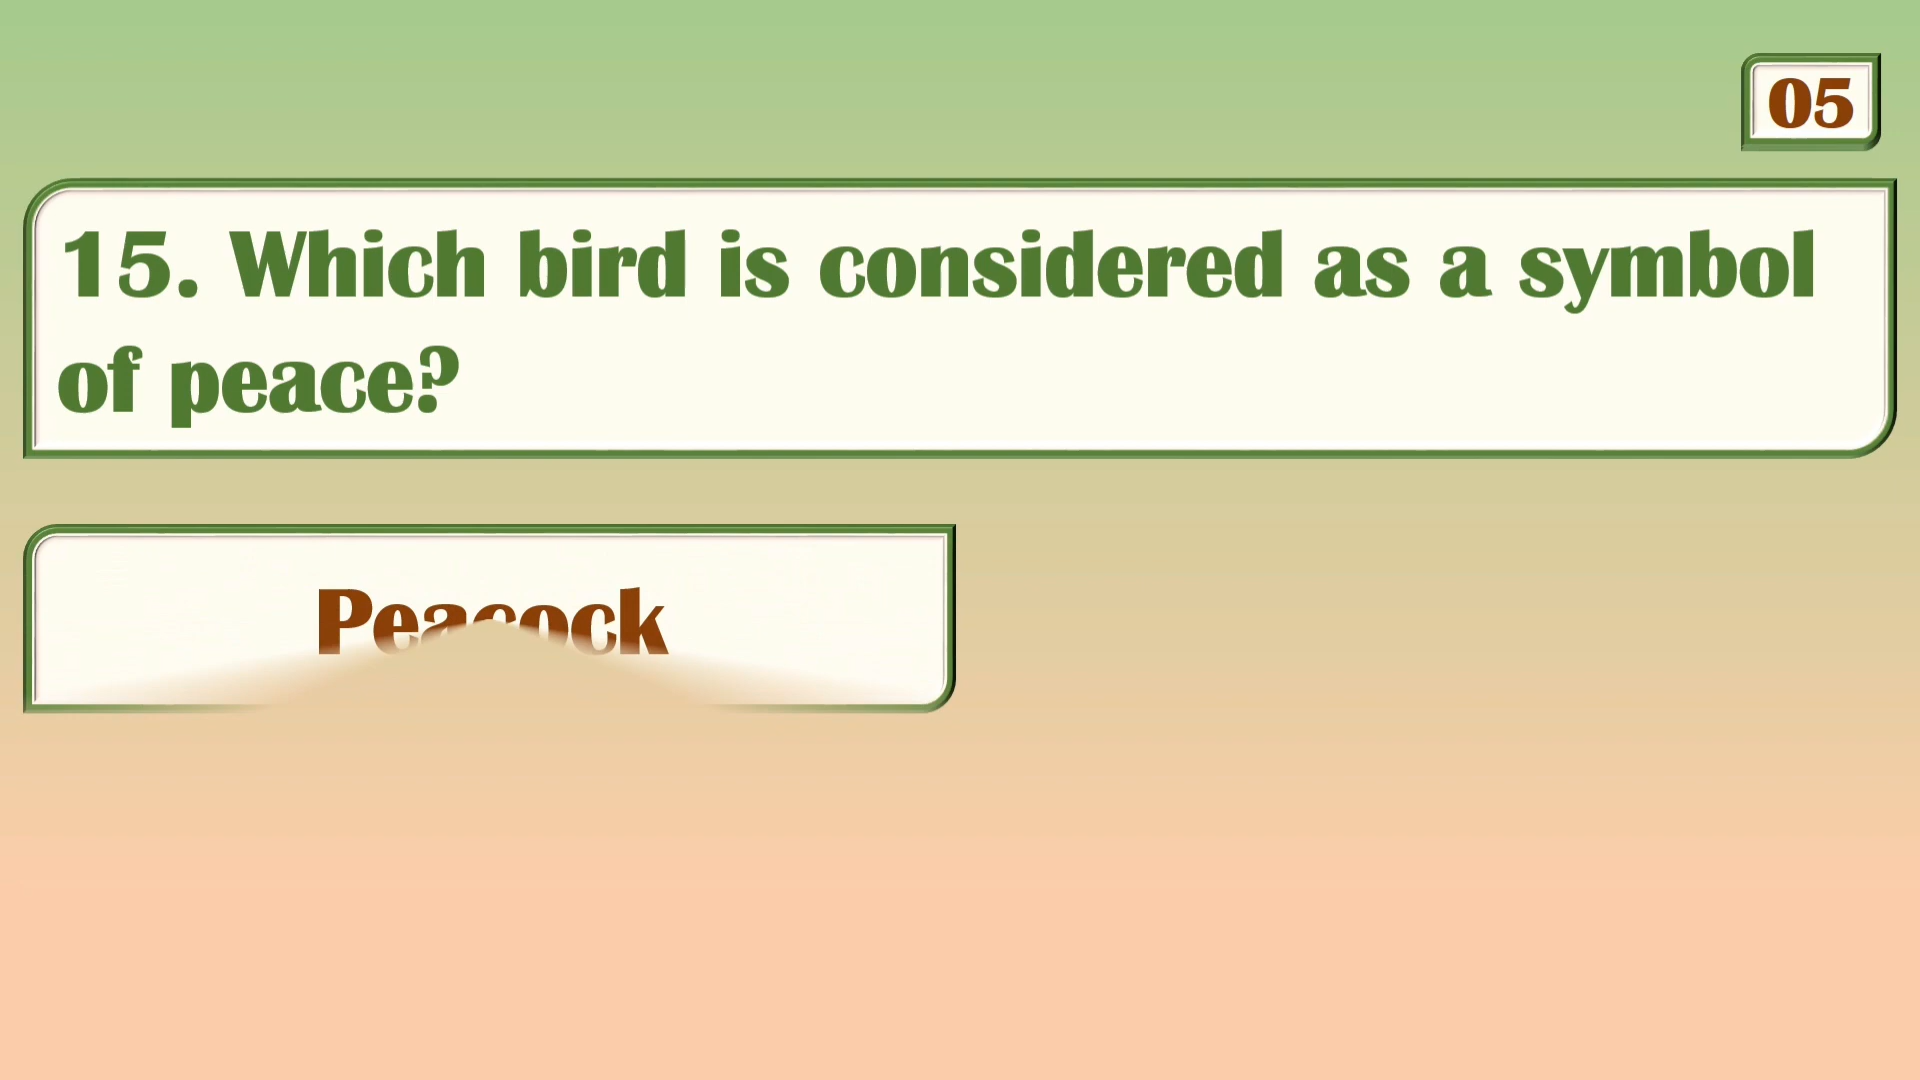 05
15. Which bird is considered as a symbol
of peace?
Peacock